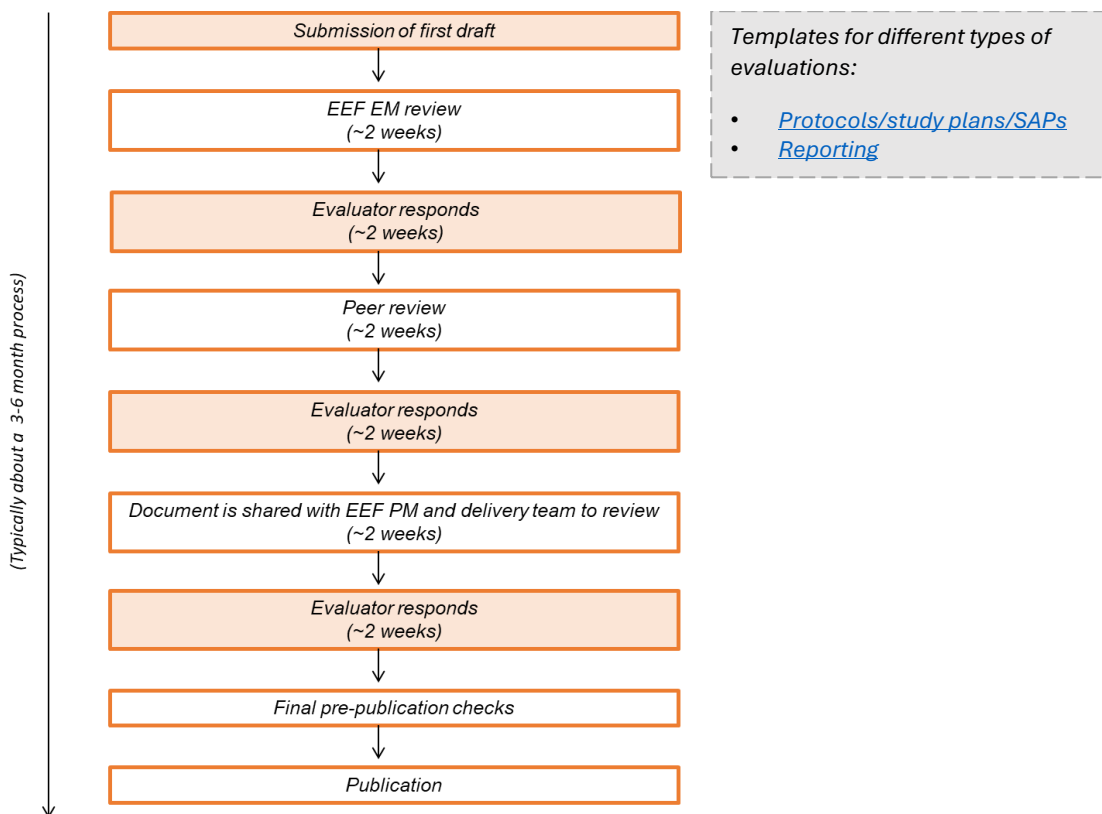 Submission of first draft
EEF EM review
(~2 weeks)
Evaluator responds
(~2 weeks)
Peer review
(~2 weeks)
Evaluator responds
(~2 weeks)
Document is shared with EEF PM and delivery team to review
(~2 weeks)
Evaluator responds
(~2 weeks)
Final pre-publication checks
Publication
(Typically about a  3-6 month process)
Templates for different types of
evaluations:
• Protocols/study plans/SAPs
• Reporting